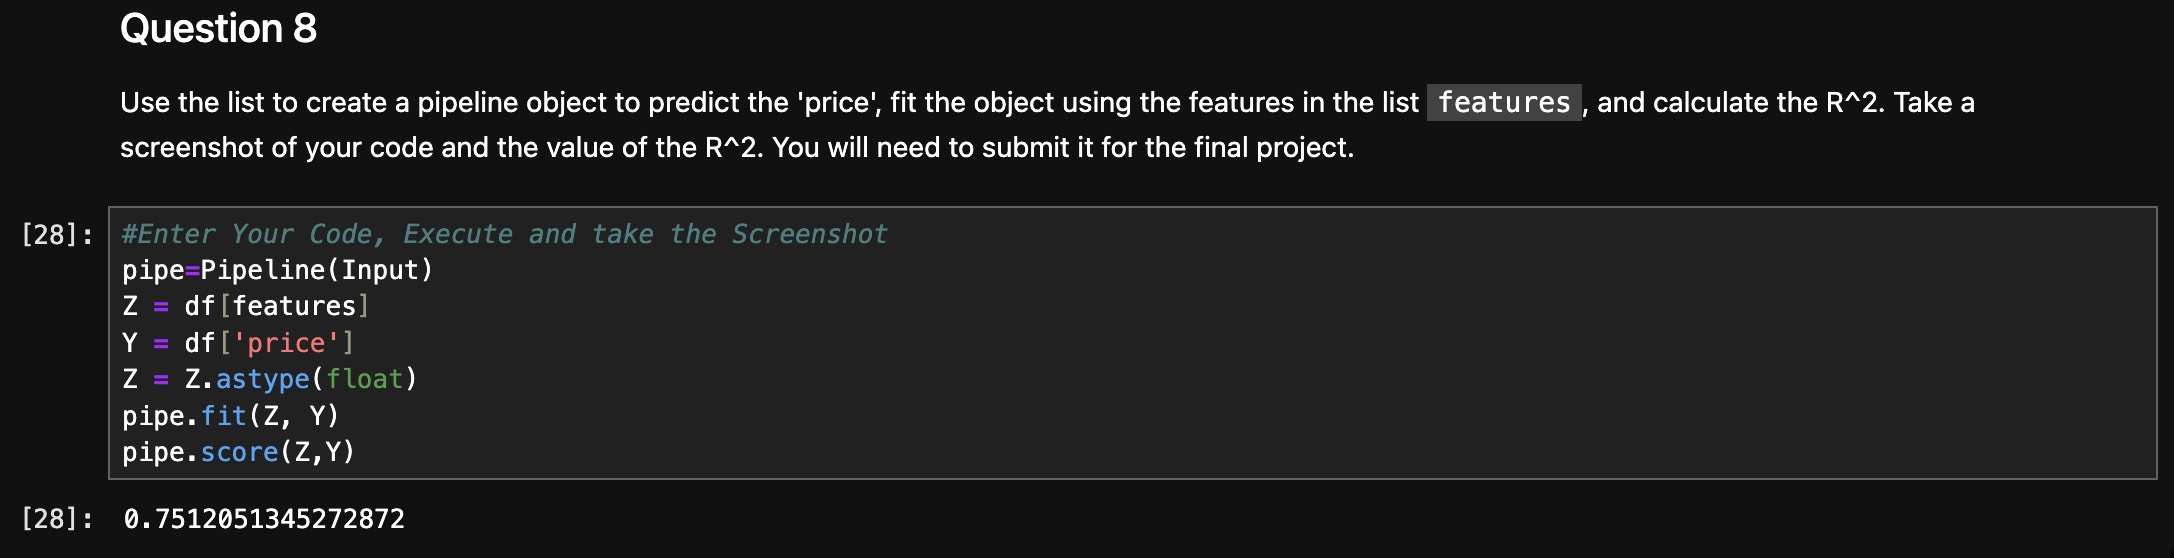 Question 8
Use the list to create a pipeline object to predict the 'price', fit the object using the features in the list features, and calculate the R^2. Take a
screenshot of your code and the value of the R^2. You will need to submit it for the final project.
[28]: #Enter Your Code, Execute and take the Screenshot
pipe=Pipeline(Input)
Z = df[features]
Y = df['price']
Z = Z.astype(float)
pipe.fit(Z, Y)
pipe.score(Z,Y)
[28]: 0.7512051345272872